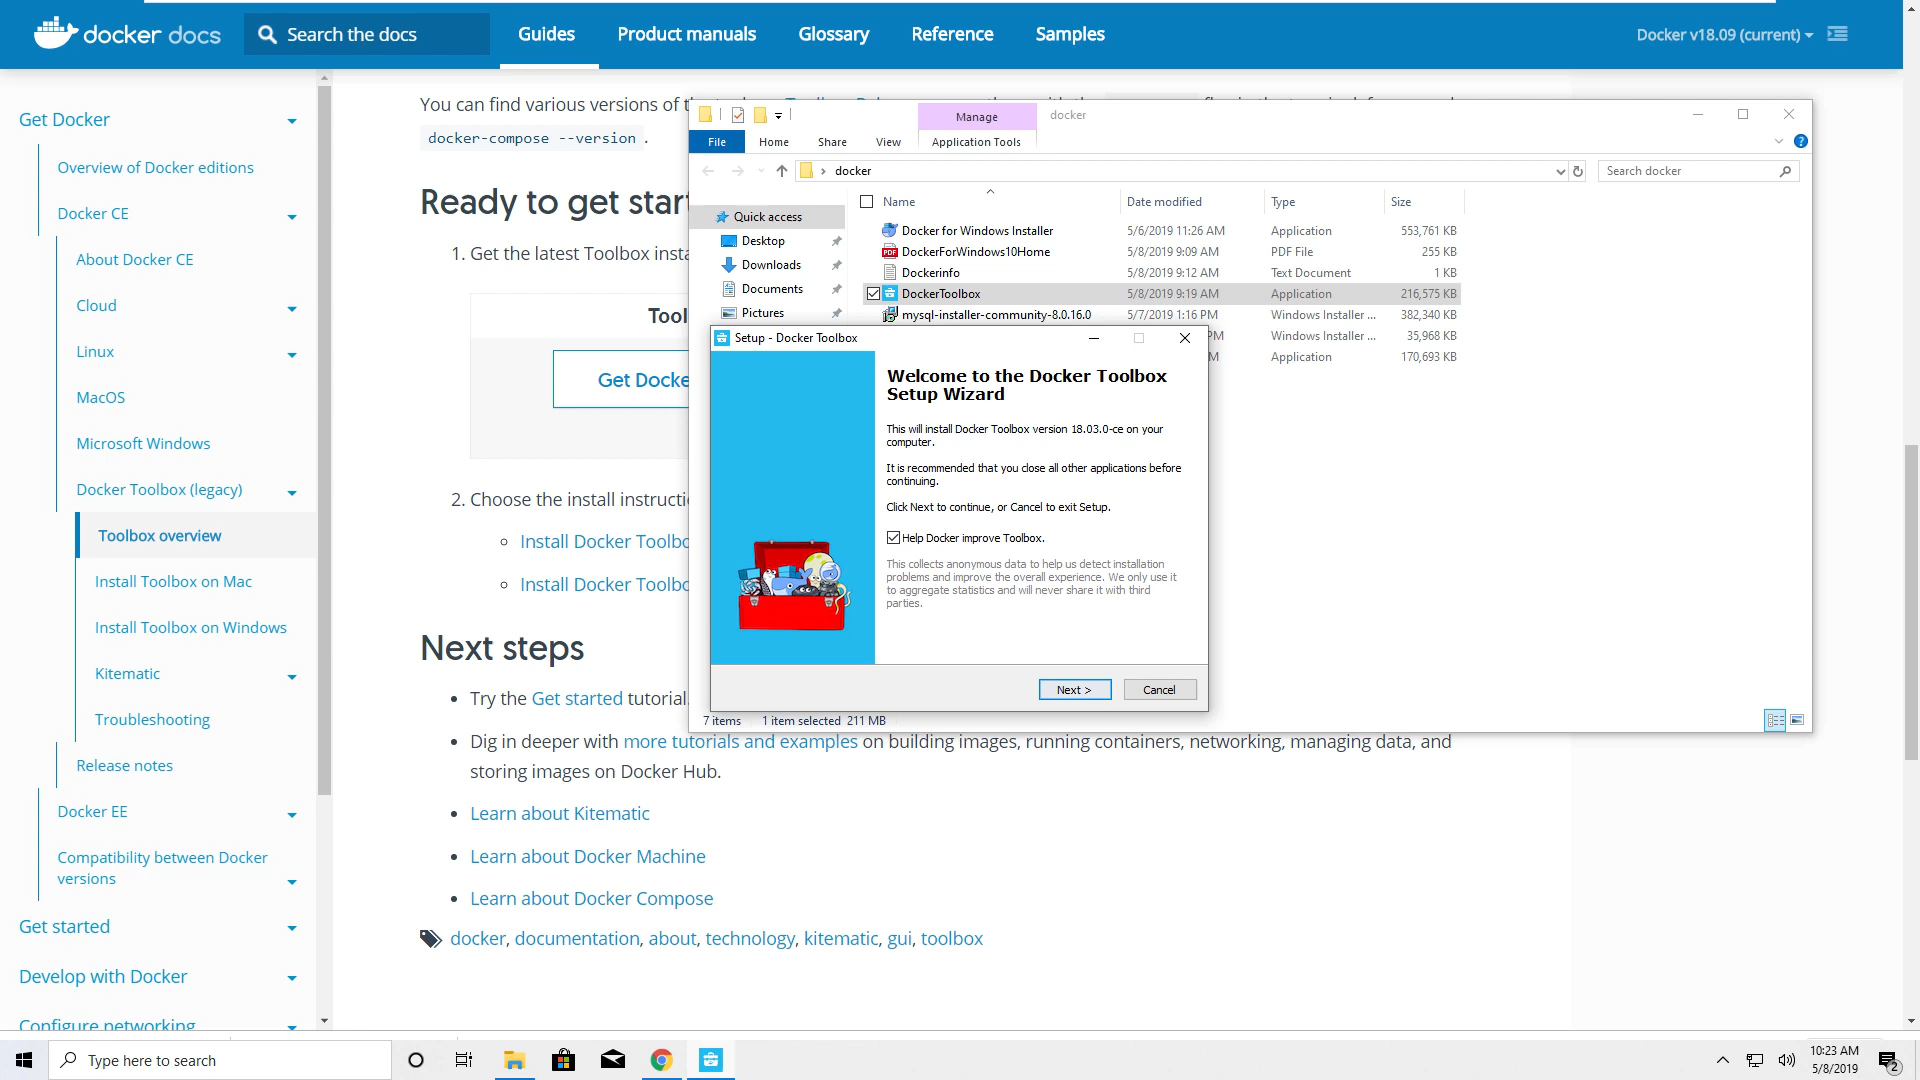 docker docs
Search the docs
Guides
Product manuals
Glossary
Reference
Samples
Docker v18.09 (current)
Get Docker
Overview of Docker editions
Docker CE
About Docker CE
Cloud
Linux
MacOS
Microsoft Windows
Docker Toolbox (legacy)
Toolbox overview
Install Toolbox on Mac
Install Toolbox on Windows
Kitematic
Troubleshooting
Release notes
Docker EE
Compatibility between Docker
versions
Get started
Develop with Docker
Configure networking
You can find various versions of
docker-compose --version .
Ready to get start
1. Get the latest Toolbox insta
Tool
Get Docke
2. Choose the install instructi
Install Docker Toolbo
Install Docker Toolbo
Next steps
Try the Get started tutorial.
Dig in deeper with more tutorials and examples on building images, running containers, networking, managing data, and
storing images on Docker Hub.
Learn about Kitematic
Learn about Docker Machine
Learn about Docker Compose
docker, documentation, about, technology, kitematic, gui, toolbox
Manage
docker
File
Home
Share
View
Application Tools
docker
Search docker
Quick access
Desktop
Downloads
Documents
Pictures
Name Date modified Type Size
Docker for Windows Installer 5/6/2019 11:26 AM Application 553,761 KB
DockerForWindows10Home 5/8/2019 9:09 AM PDF File 255 KB
Dockerinfo 5/8/2019 9:12 AM Text Document 1 KB
DockerToolbox 5/8/2019 9:19 AM Application 216,575 KB
mysql-installer-community-8.0.16.0 5/7/2019 1:16 PM Windows Installer ... 382,340 KB
PM Windows Installer ... 35,968 KB
M Application 170,693 KB
7 items 1 item selected 211 MB
Setup - Docker Toolbox
Welcome to the Docker Toolbox
Setup Wizard
This will install Docker Toolbox version 18.03.0-ce on your
computer.
It is recommended that you close all other applications before
continuing.
Click Next to continue, or Cancel to exit Setup.
Help Docker improve Toolbox.
This collects anonymous data to help us detect installation
problems and improve the overall experience. We only use it
to aggregate statistics and will never share it with third
parties.
Next >
Cancel
Type here to search
10:23 AM
5/8/2019
2